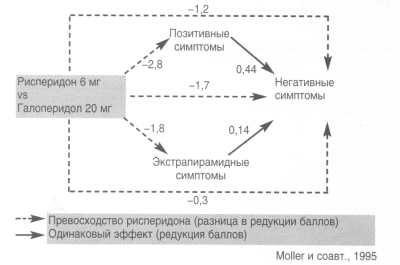 −1,2
Позитивные
симптомы
−2,8
0,44
Рисперидон 6 мг
vs
Галоперидол 20 мг
−1,7
Негативные
симптомы
−1,8
0,14
Экстрапирамидные
симптомы
−0,3
Превосходство рисперидона (разница в редукции баллов)
Одинаковый эффект (редукция баллов)
Moller и соавт., 1995